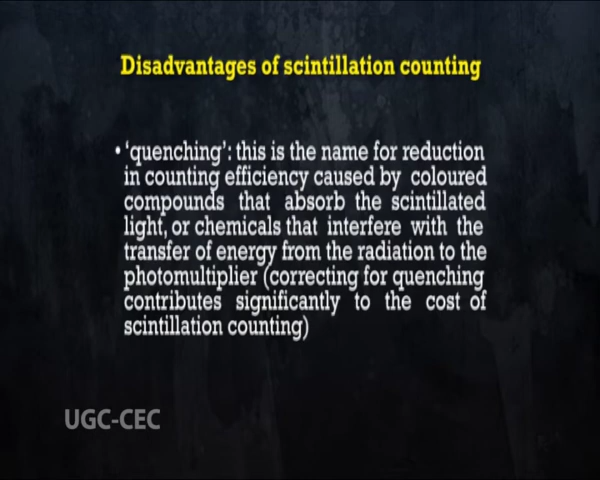 Disadvantages of scintillation counting
• 'quenching': this is the name for reduction
in counting efficiency caused by coloured
compounds that absorb the scintillated
light, or chemicals that interfere with the
transfer of energy from the radiation to the
photomultiplier (correcting for quenching
contributes significantly to the cost of
scintillation counting)
UGC-CEC